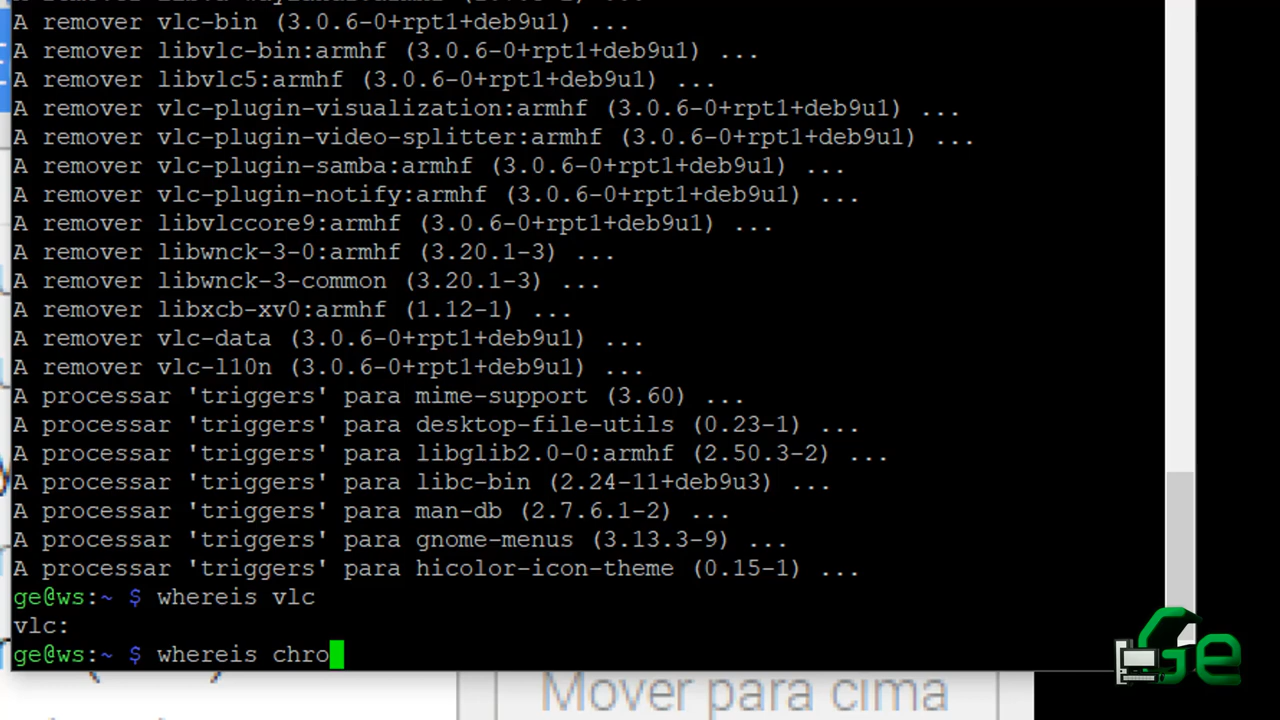 A remover vlc-bin (3.0.6-0+rpt1+deb9u1) ...
A remover libvlc-bin:armhf (3.0.6-0+rpt1+deb9u1) ...
A remover libvlc5:armhf (3.0.6-0+rpt1+deb9u1) ...
A remover vlc-plugin-visualization:armhf (3.0.6-0+rpt1+deb9u1) ...
A remover vlc-plugin-video-splitter:armhf (3.0.6-0+rpt1+deb9u1) ...
A remover vlc-plugin-samba:armhf (3.0.6-0+rpt1+deb9u1) ...
A remover vlc-plugin-notify:armhf (3.0.6-0+rpt1+deb9u1) ...
A remover libvlccore9:armhf (3.0.6-0+rpt1+deb9u1) ...
A remover libwnck-3-0:armhf (3.20.1-3) ...
A remover libwnck-3-common (3.20.1-3) ...
A remover libxcb-xv0:armhf (1.12-1) ...
A remover vlc-data (3.0.6-0+rpt1+deb9u1) ...
A remover vlc-l10n (3.0.6-0+rpt1+deb9u1) ...
A processar 'triggers' para mime-support (3.60) ...
A processar 'triggers' para desktop-file-utils (0.23-1) ...
A processar 'triggers' para libglib2.0-0:armhf (2.50.3-2) ...
A processar 'triggers' para libc-bin (2.24-11+deb9u3) ...
A processar 'triggers' para man-db (2.7.6.1-2) ...
A processar 'triggers' para gnome-menus (3.13.3-9) ...
A processar 'triggers' para hicolor-icon-theme (0.15-1) ...
ge@ws:~ $ whereis vlc
vlc:
ge@ws:~ $ whereis chro
Ge
Mover para cima